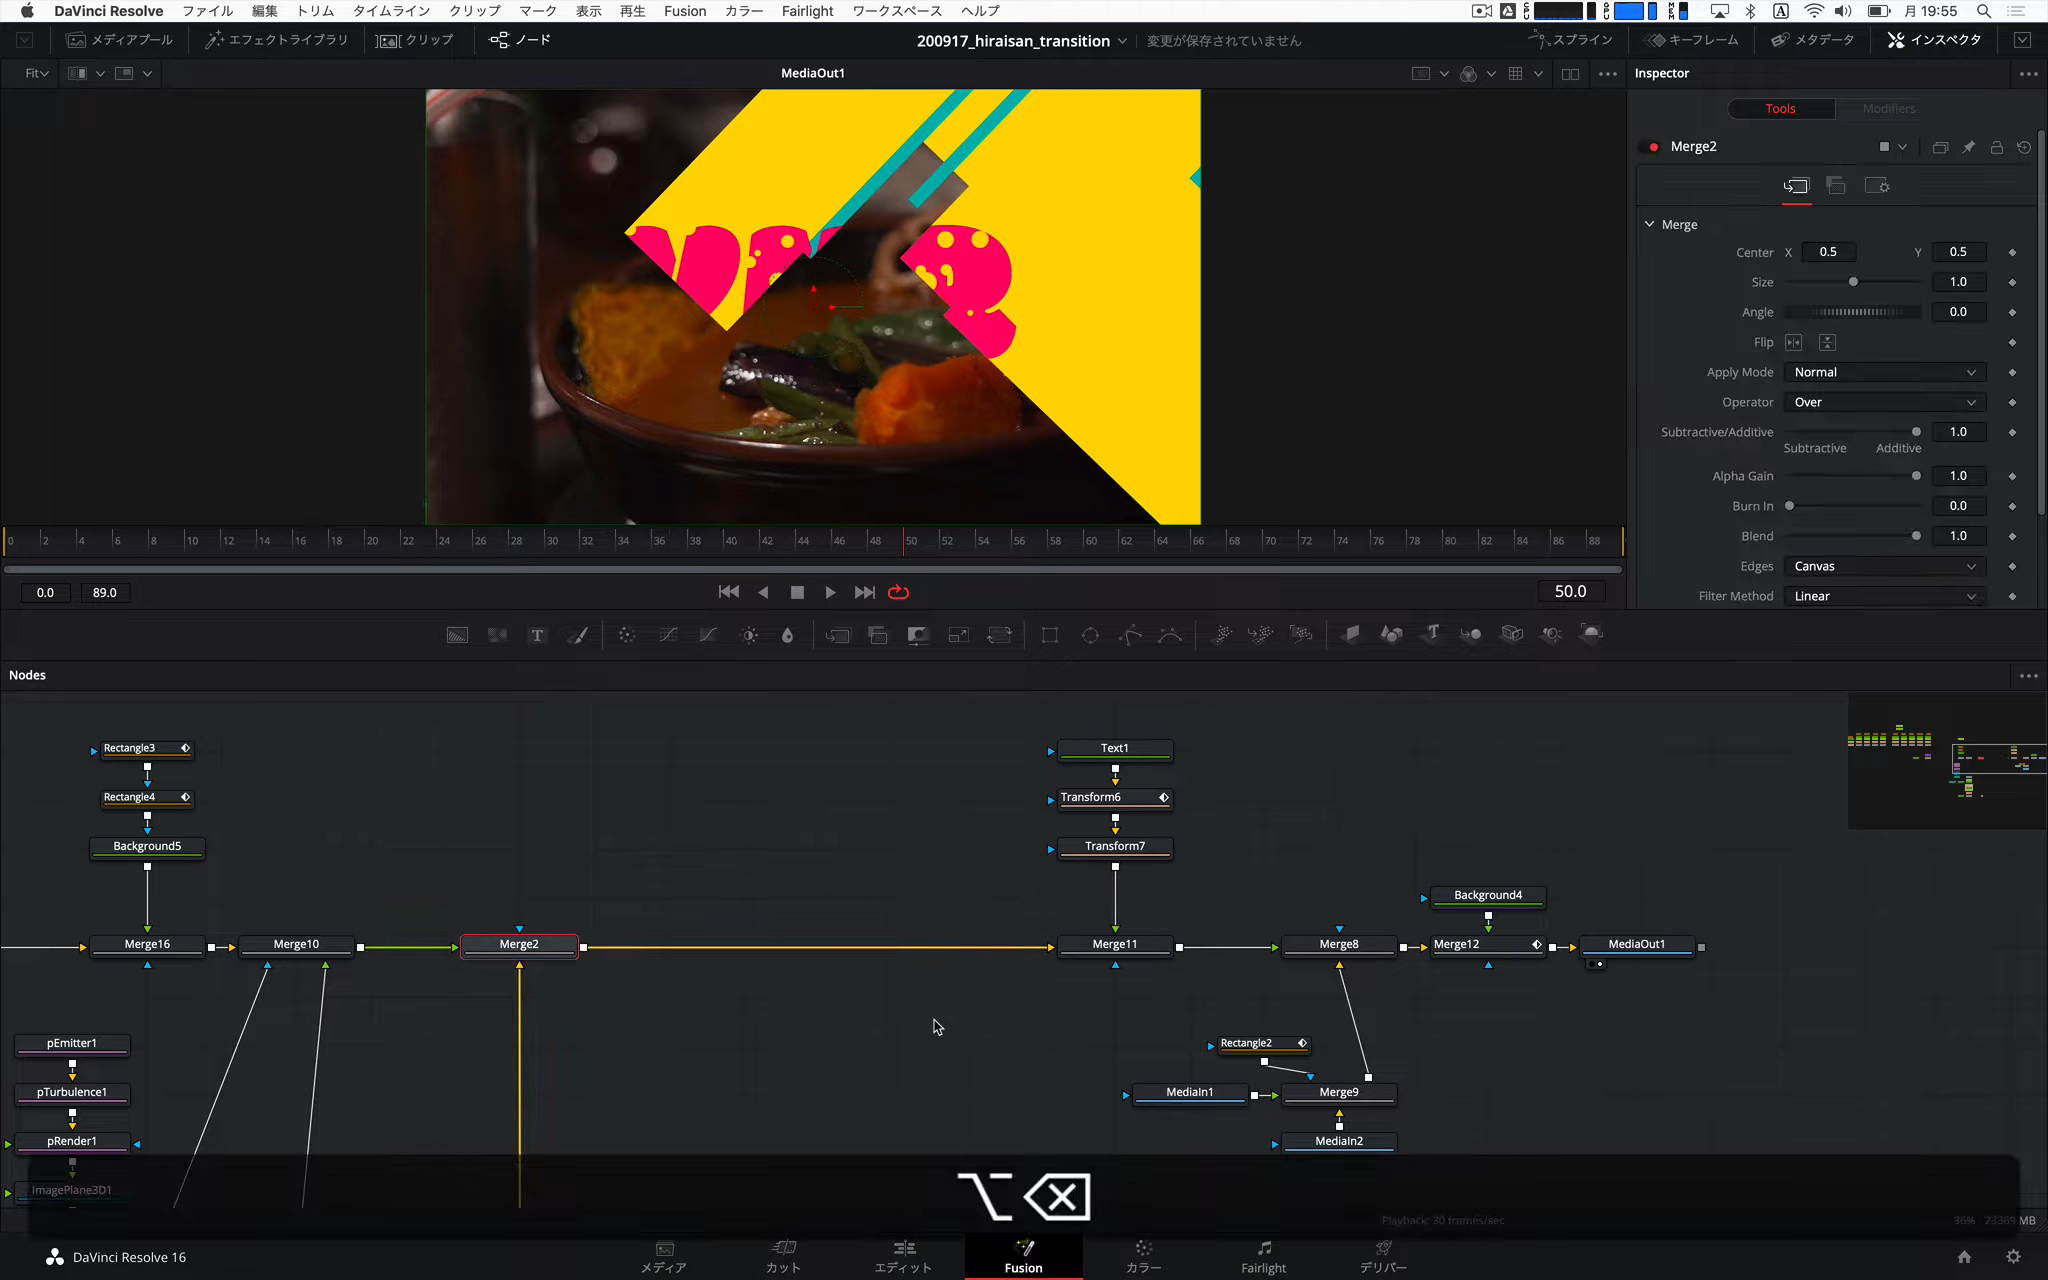 DaVinci Resolve ファイル 編集 トリム タイムライン クリップ マーク 表示 再生 Fusion カラー Fairlight ワークスペース ヘルプ 月 19:55
メディアプール エフェクトライブラリ クリップ ノード 200917_hiraisan_transition 変更が保存されていません スプライン キーフレーム メタデータ インスペクタ
Fit MediaOut1 Inspector
Tools Modifiers
Merge2
Merge
Center X 0.5 Y 0.5
Size 1.0
Angle 0.0
Flip
Apply Mode Normal
Operator Over
Subtractive/Additive 1.0
Subtractive Additive
Alpha Gain 1.0
Burn In 0.0
Blend 1.0
Edges Canvas
Filter Method Linear
0 2 4 6 8 10 12 14 16 18 20 22 24 26 28 30 32 34 36 38 40 42 44 46 48 50 52 54 56 58 60 62 64 66 68 70 72 74 76 78 80 82 84 86 88
0.0 89.0 50.0
Nodes
Rectangle3 Text1
Rectangle4 Transform6
Background5 Transform7
Background4
Merge16 Merge10 Merge2 Merge11 Merge8 Merge12 MediaOut1
pEmitter1 Rectangle2
pTurbulence1 MediaIn1 Merge9
pRender1 MediaIn2
ImagePlane3D1
Playback: 30 frames/sec 36% 23369 MB
DaVinci Resolve 16
メディア カット エディット Fusion カラー Fairlight デリバー